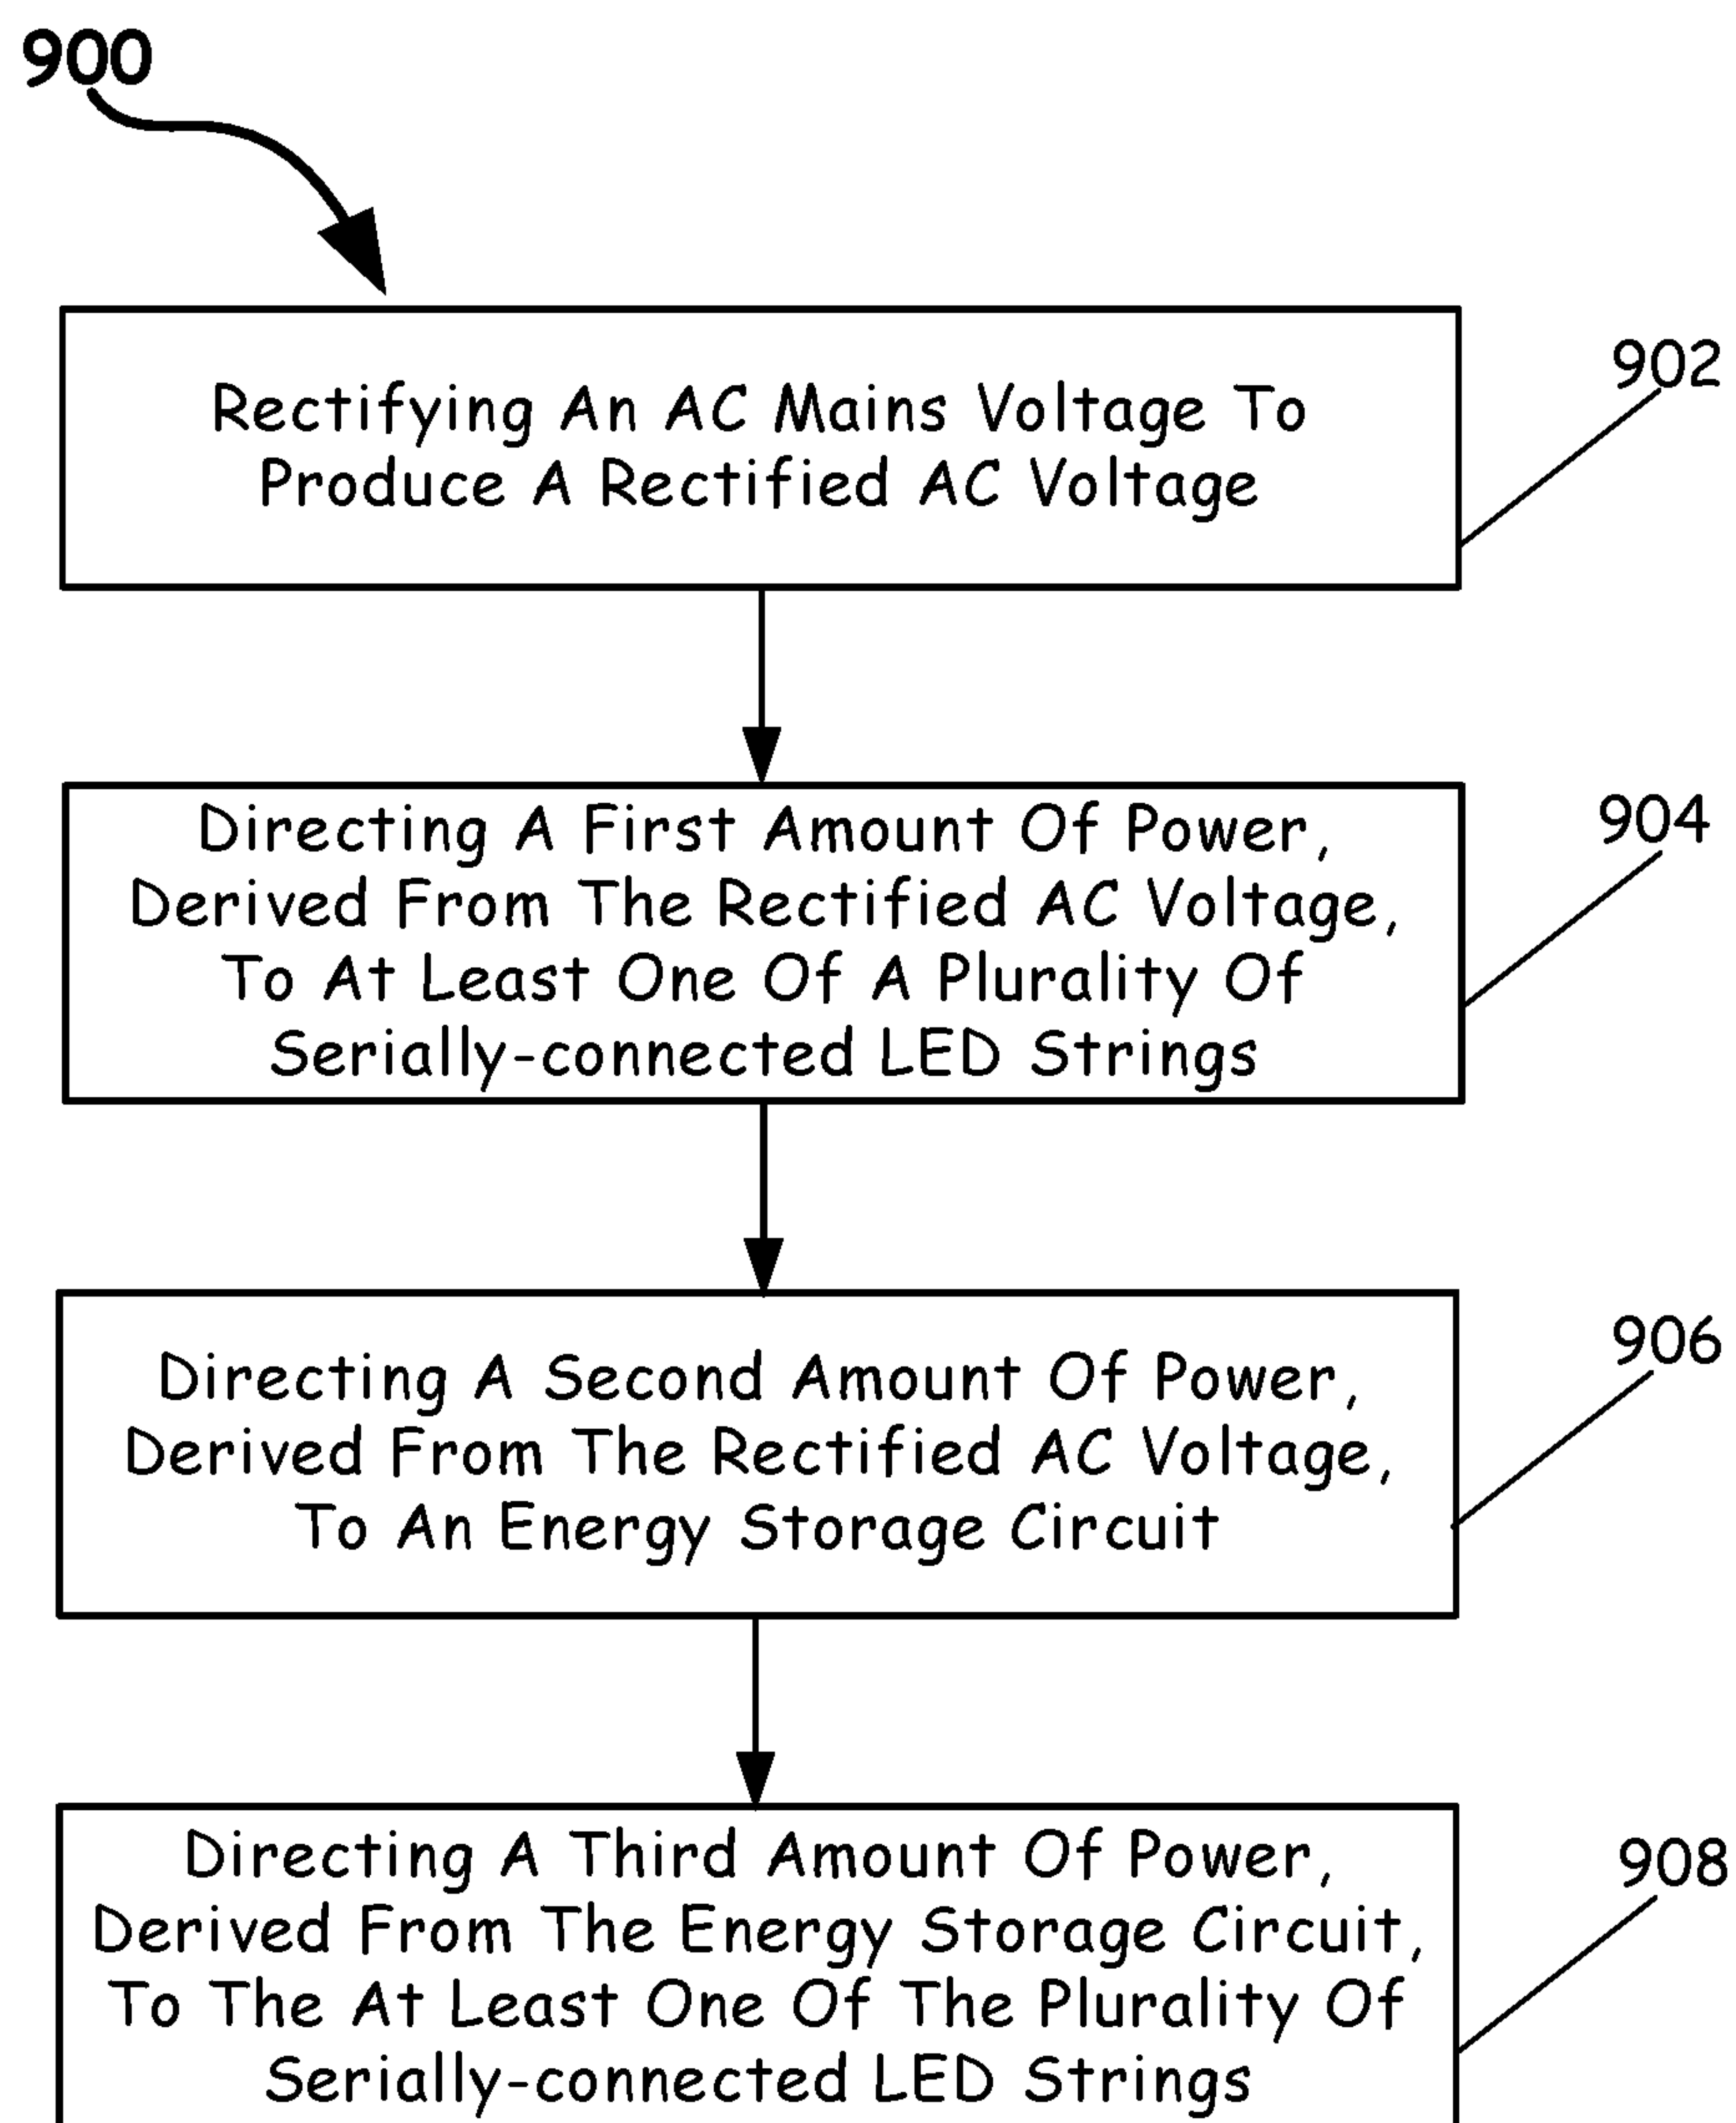 900
Rectifying An AC Mains Voltage To
Produce A Rectified AC Voltage
902
Directing A First Amount Of Power,
Derived From The Rectified AC Voltage,
To At Least One Of A Plurality Of
Serially-connected LED Strings
904
Directing A Second Amount Of Power,
Derived From The Rectified AC Voltage,
To An Energy Storage Circuit
906
Directing A Third Amount Of Power,
Derived From The Energy Storage Circuit,
To The At Least One Of The Plurality Of
Serially-connected LED Strings
908